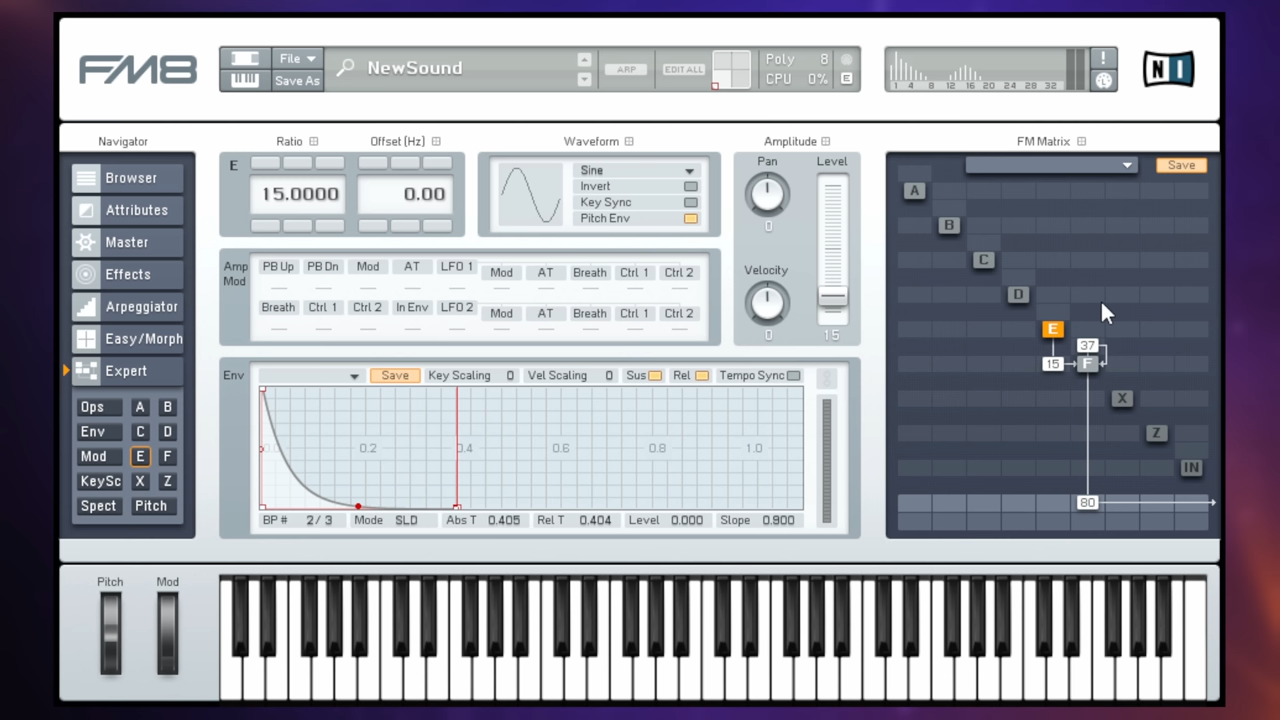 FM8
File
Save As
NewSound
ARP
EDIT ALL
Poly 8
CPU 0%
E
!
1 4 8 12 16 20 24 28 32
N I
Navigator
Browser
Attributes
Master
Effects
Arpeggiator
Easy/Morph
Expert
Ops A B
Env C D
Mod E F
KeySc X Z
Spect Pitch
Ratio Offset (Hz)
E
15.0000 0.00
Waveform
Sine
Invert
Key Sync
Pitch Env
Amplitude
Pan Level
0
Velocity
0 15
Amp Mod
PB Up PB Dn Mod AT LFO 1 Mod AT Breath Ctrl 1 Ctrl 2
Breath Ctrl 1 Ctrl 2 In Env LFO 2 Mod AT Breath Ctrl 1 Ctrl 2
Env Save Key Scaling 0 Vel Scaling 0 Sus Rel Tempo Sync
0.2 0.4 0.6 0.8 1.0
BP # 2 / 3 Mode SLD Abs T 0.405 Rel T 0.404 Level 0.000 Slope 0.900
FM Matrix
Save
A
B
C
D
E
37
15 F
X
Z
IN
80
Pitch Mod